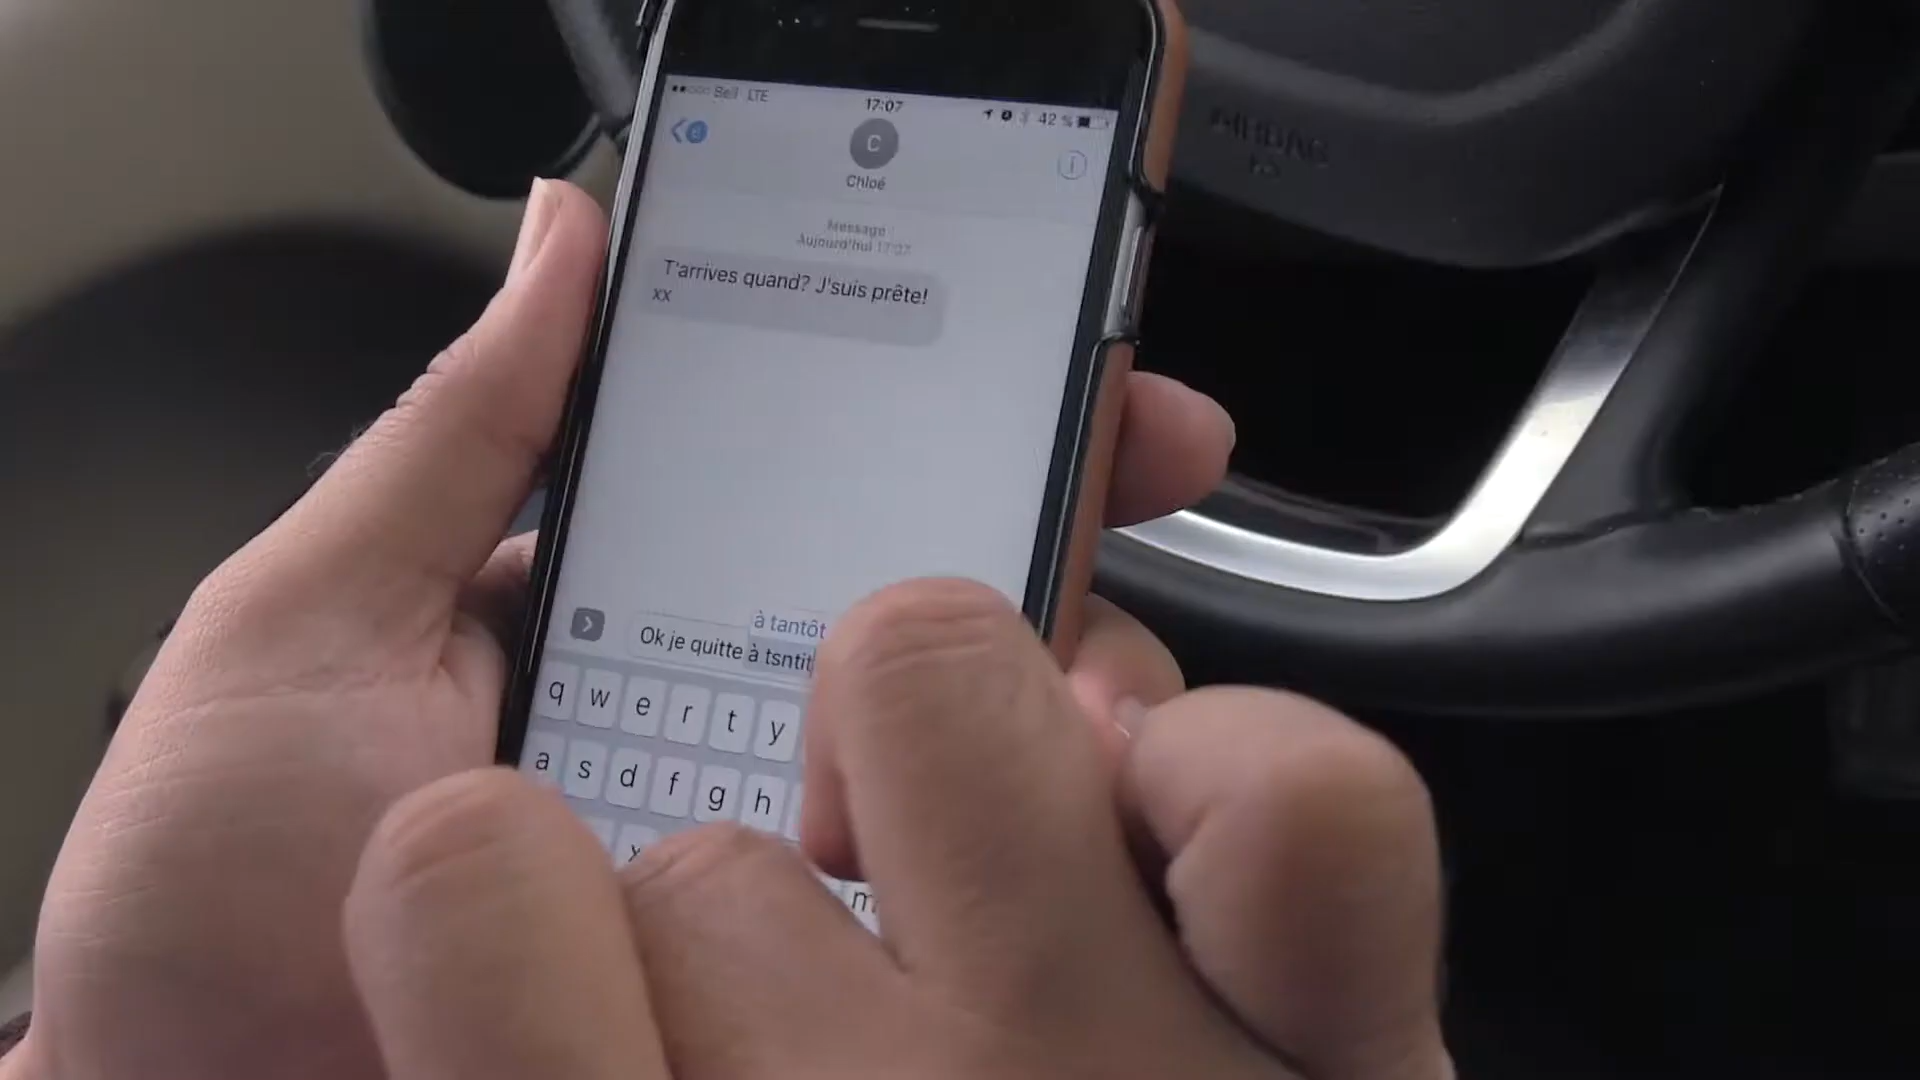 Bell LTE
17:07
42 %
C
Chloé
Message
Aujourd'hui 17:07
T'arrives quand? J'suis prête!
xx
à tantôt
Ok je quitte à tsntit
q w e r t y
a s d f g h
x
m
AIRBAG